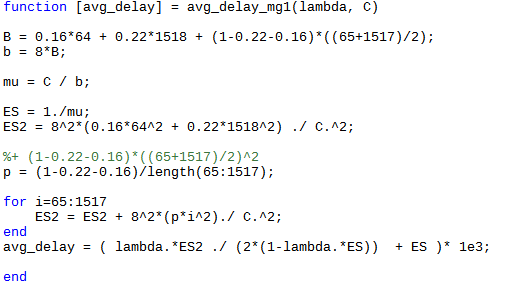 function [avg_delay] = avg_delay_mg1(lambda, C)
B = 0.16*64 + 0.22*1518 + (1-0.22-0.16)*((65+1517)/2);
b = 8*B;
mu = C / b;
ES = 1./mu;
ES2 = 8^2*(0.16*64^2 + 0.22*1518^2) ./ C.^2;
%+ (1-0.22-0.16)*((65+1517)/2)^2
p = (1-0.22-0.16)/length(65:1517);
for i=65:1517
    ES2 = ES2 + 8^2*(p*i^2)./ C.^2;
end
avg_delay = ( lambda.*ES2 ./ (2*(1-lambda.*ES))  + ES )* 1e3;
end